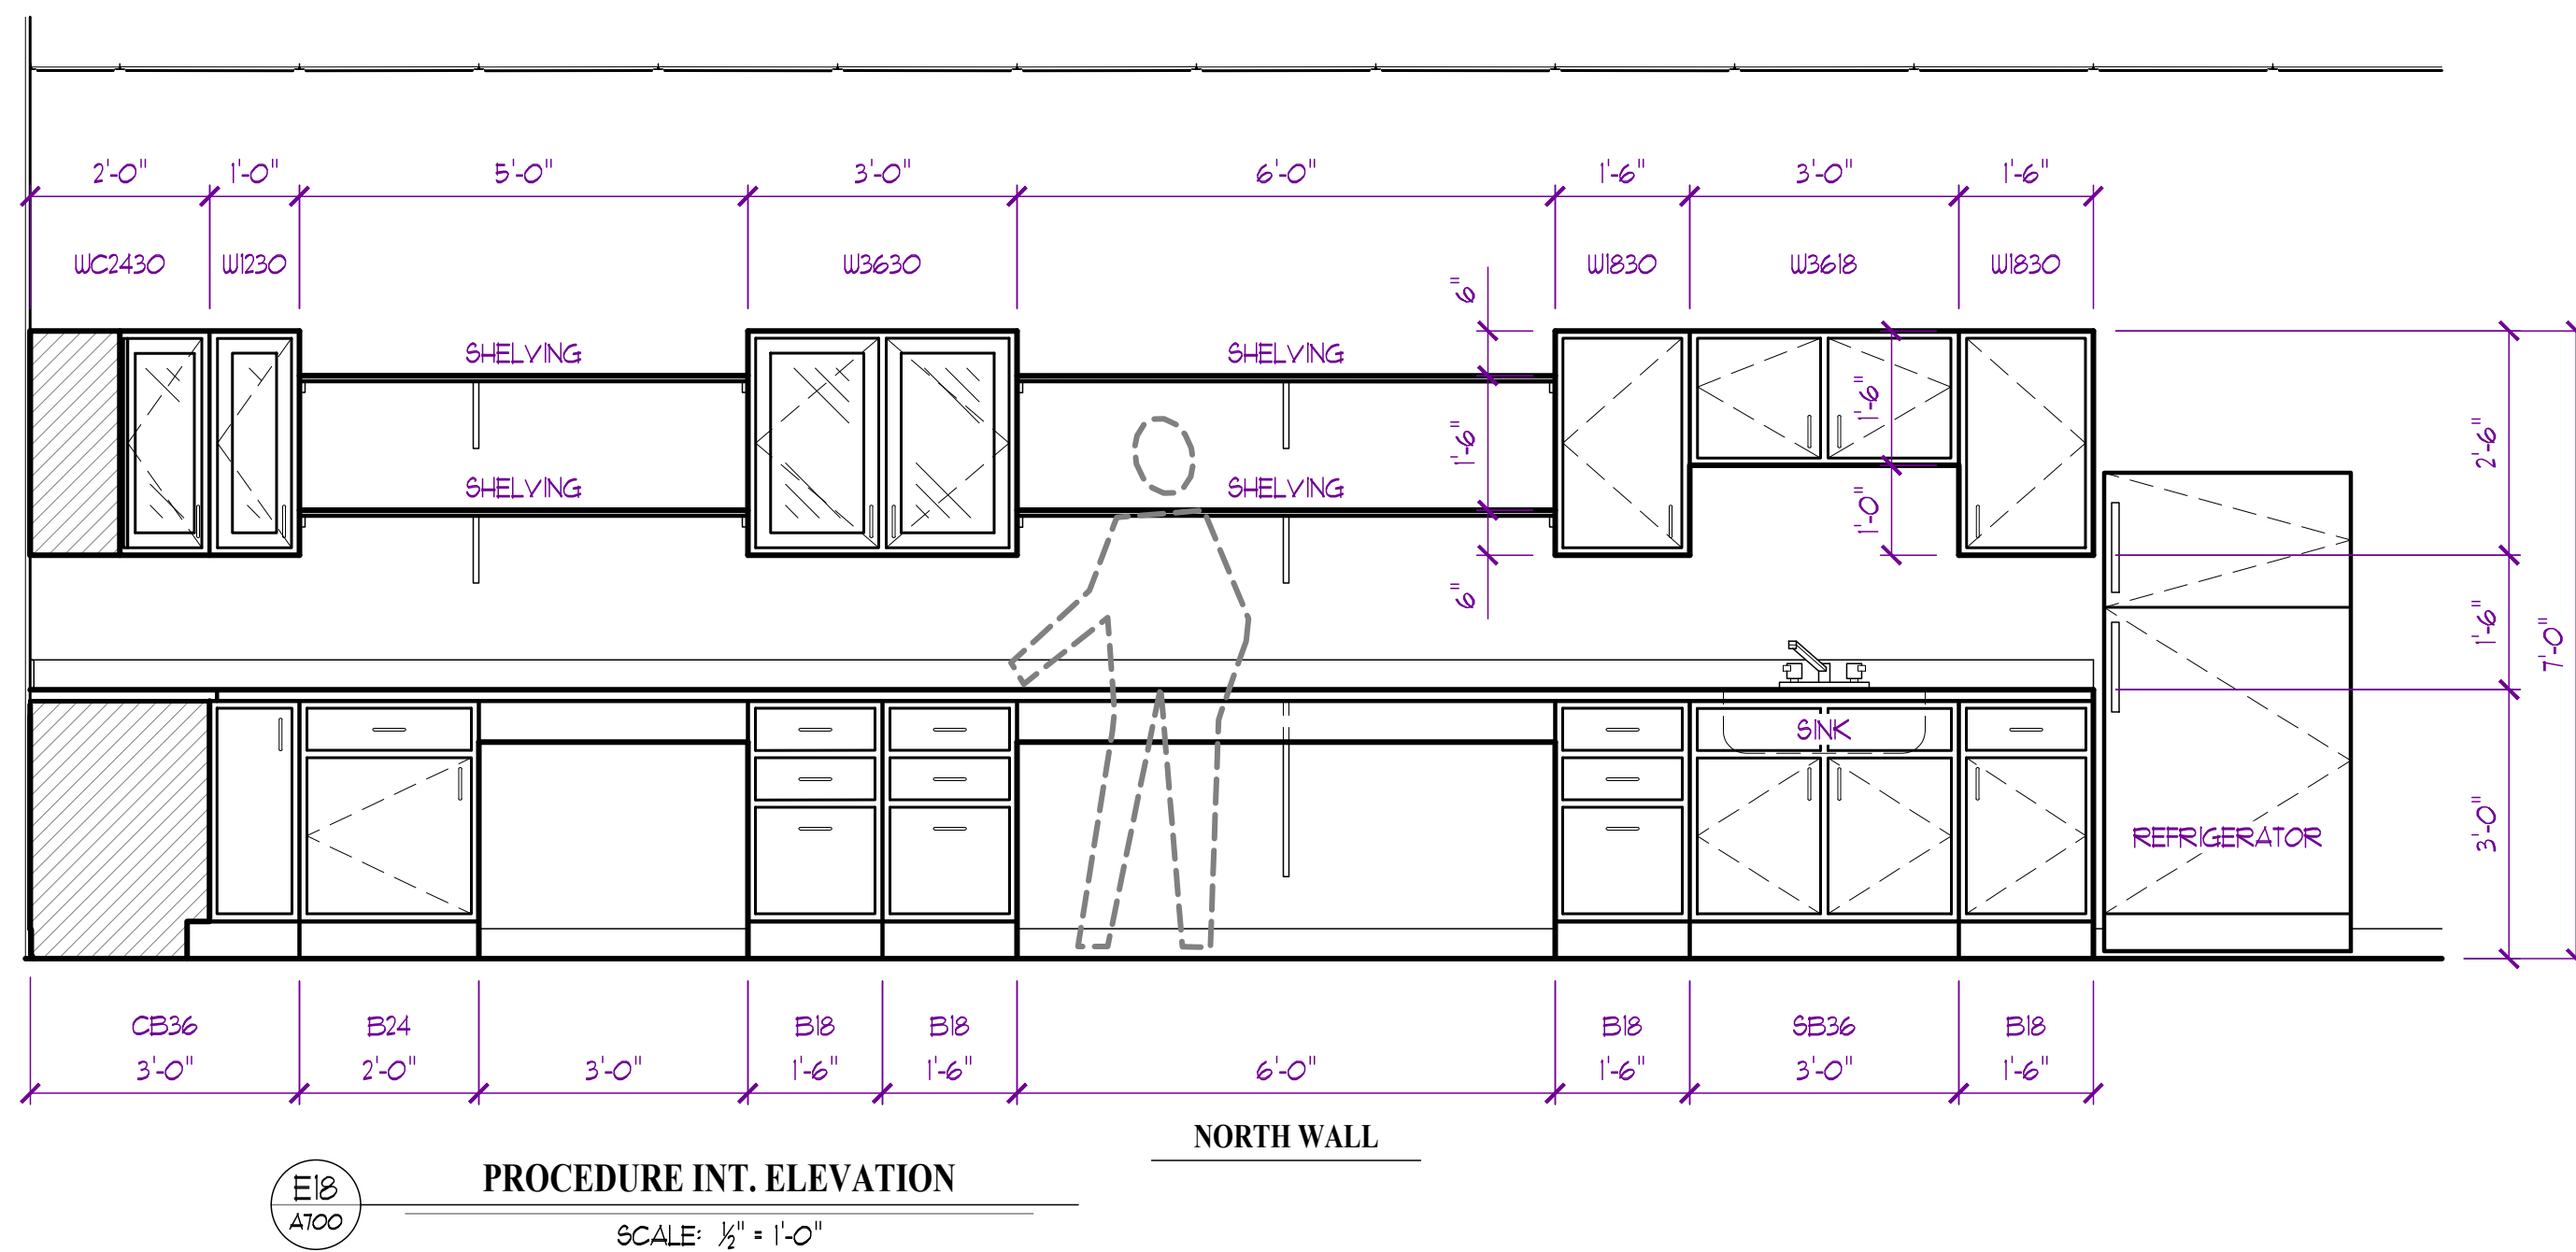 2'-0" 1'-0" 5'-0" 3'-0" 6'-0" 1'-6" 3'-0" 1'-6"
WC2430 W1230 W3630 W1830 W3618 W1830
6"
SHELVING SHELVING
1'-6" 1'-6" 2'-6"
SHELVING SHELVING
1'-0"
6" 1'-6" 7'-0"
SINK
REFRIGERATOR 3'-0"
CB36 B24 B18 B18 B18 SB36 B18
3'-0" 2'-0" 3'-0" 1'-6" 1'-6" 6'-0" 1'-6" 3'-0" 1'-6"
NORTH WALL
E18
A700
PROCEDURE INT. ELEVATION
SCALE: ½" = 1'-0"